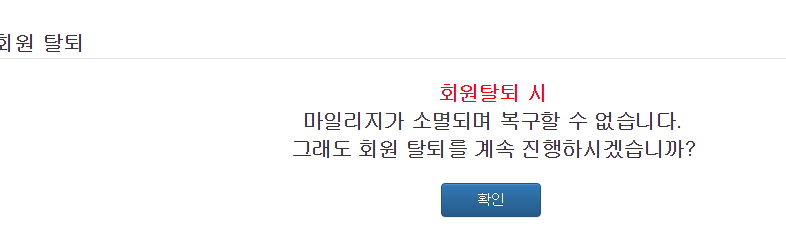 회원 탈퇴
회원탈퇴 시
마일리지가 소멸되며 복구할 수 없습니다.
그래도 회원 탈퇴를 계속 진행하시겠습니까?
확인